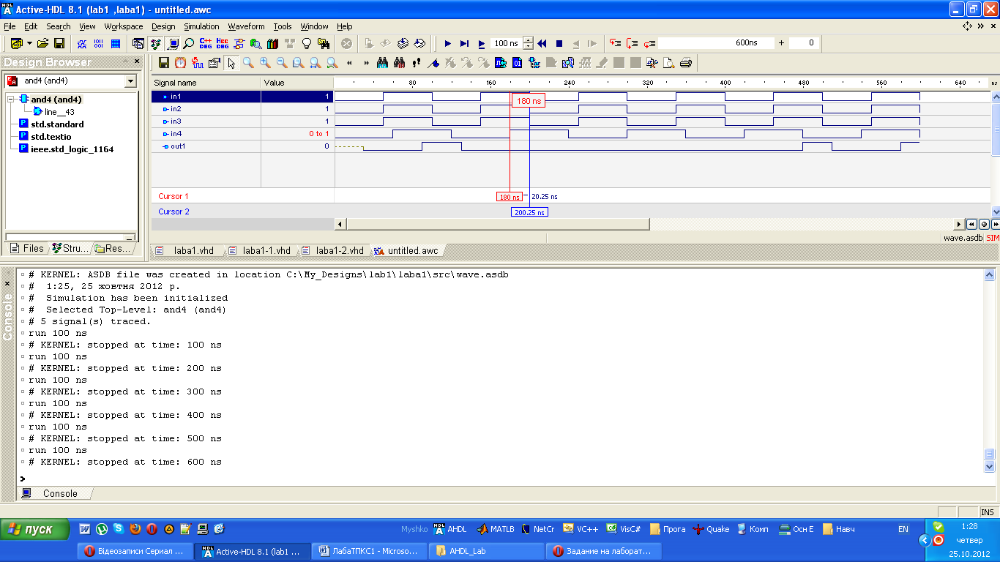 Active-HDL 8.1 (lab1 ,laba1) - untitled.awc
File Edit Search View Workspace Design Simulation Waveform Tools Window Help
100 ns 600ns + 0
Design Browser
and4 (and4)
and4 (and4)
line__43
std.standard
std.textio
ieee.std_logic_1164
Files Stru... Res...
Signal name Value 80 160 240 320 400 480 560 640 ns
in1 1
180 ns
in2 1
in3 1
in4 0 to 1
out1 0
Cursor 1 180 ns 20.25 ns
Cursor 2 200.25 ns
wave.asdb SIM
laba1.vhd laba1-1.vhd laba1-2.vhd untitled.awc
# KERNEL: ASDB file was created in location C:\My_Designs\lab1\laba1\src\wave.asdb
# 1:25, 25 жовтня 2012 р.
# Simulation has been initialized
# Selected Top-Level: and4 (and4)
# 5 signal(s) traced.
run 100 ns
# KERNEL: stopped at time: 100 ns
run 100 ns
# KERNEL: stopped at time: 200 ns
run 100 ns
# KERNEL: stopped at time: 300 ns
run 100 ns
# KERNEL: stopped at time: 400 ns
run 100 ns
# KERNEL: stopped at time: 500 ns
run 100 ns
# KERNEL: stopped at time: 600 ns
>
Console
Console
INS
пуск Myshko AHDL MATLB NetCr VC++ VisC# Прога Quake Комп Осн E Навч EN 1:28
четвер
25.10.2012
Відеозаписи Сериал ... Active-HDL 8.1 (lab1 ... ЛабаТПКС1 - Microso... AHDL_Lab Задание на лаборат...